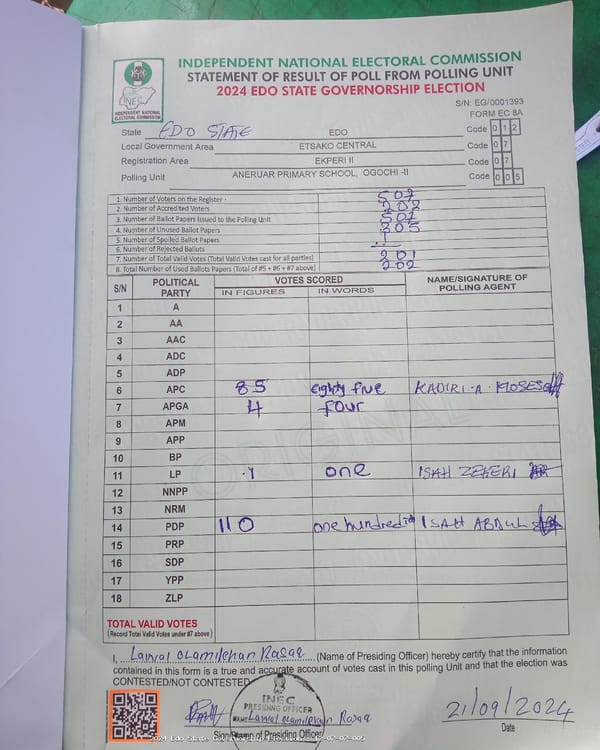 INDEPENDENT NATIONAL ELECTORAL COMMISSION
STATEMENT OF RESULT OF POLL FROM POLLING UNIT
2024 EDO STATE GOVERNORSHIP ELECTION
INEC
INDEPENDENT NATIONAL
ELECTORAL COMMISSION
S/N: EG/0001393
FORM EC 8A
State EDO STATE EDO Code 0 1 2
Local Government Area ETSAKO CENTRAL Code 0 7
Registration Area EKPERI II Code 0 7
Polling Unit ANERUAR PRIMARY SCHOOL, OGOCHI -II Code 0 0 5
1. Number of Voters on the Register 507
2. Number of Accredited Voters 202
3. Number of Ballot Papers Issued to the Polling Unit 507
4. Number of Unused Ballot Papers 305
5. Number of Spoiled Ballot Papers 1
6. Number of Rejected Ballots
7. Number of Total Valid Votes (Total Valid Votes cast for all parties) 201
8. Total Number of Used Ballots Papers (Total of #5 + #6 + #7 above) 202
S/N POLITICAL PARTY VOTES SCORED NAME/SIGNATURE OF POLLING AGENT
IN FIGURES IN WORDS
1 A
2 AA
3 AAC
4 ADC
5 ADP
6 APC 85 eighty five KADIRI-A-MOSES
7 APGA 4 four
8 APM
9 APP
10 BP
11 LP 1 one ISAH ZEKERI
12 NNPP
13 NRM
14 PDP 110 one hundred ISAH ABDUL
15 PRP
16 SDP
17 YPP
18 ZLP
ORIGINAL
TOTAL VALID VOTES
(Record Total Valid Votes under #7 above)
I, Lawal Olamilekan Rasaq (Name of Presiding Officer) hereby certify that the information
contained in this form is a true and accurate account of votes cast in this polling Unit and that the election was
CONTESTED/NOT CONTESTED
INEC
PRESIDING OFFICER
Lawal Olamilekan Rasaq
21/09/2024
Sign of Presiding Officer
Date